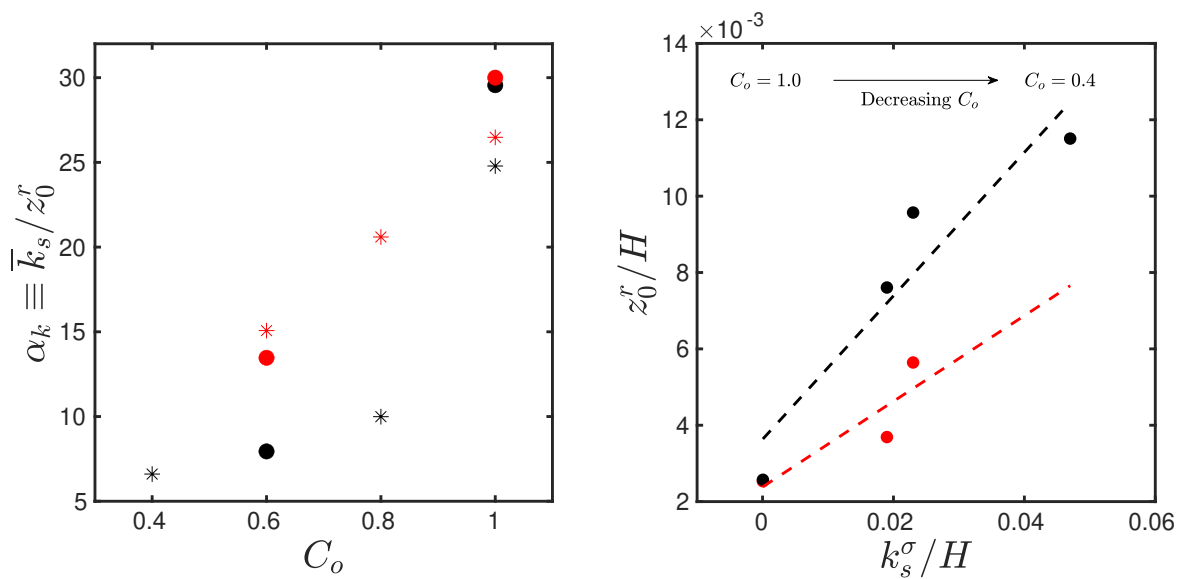 30
25
20
15
10
5
0.4 0.6 0.8 1
C_o
α_k ≡ k̅_s/z_0^r
×10^-3
14
12
10
8
6
4
2
0 0.02 0.04 0.06
k_s^σ/H
z_0^r/H
C_o = 1.0
C_o = 0.4
Decreasing C_o